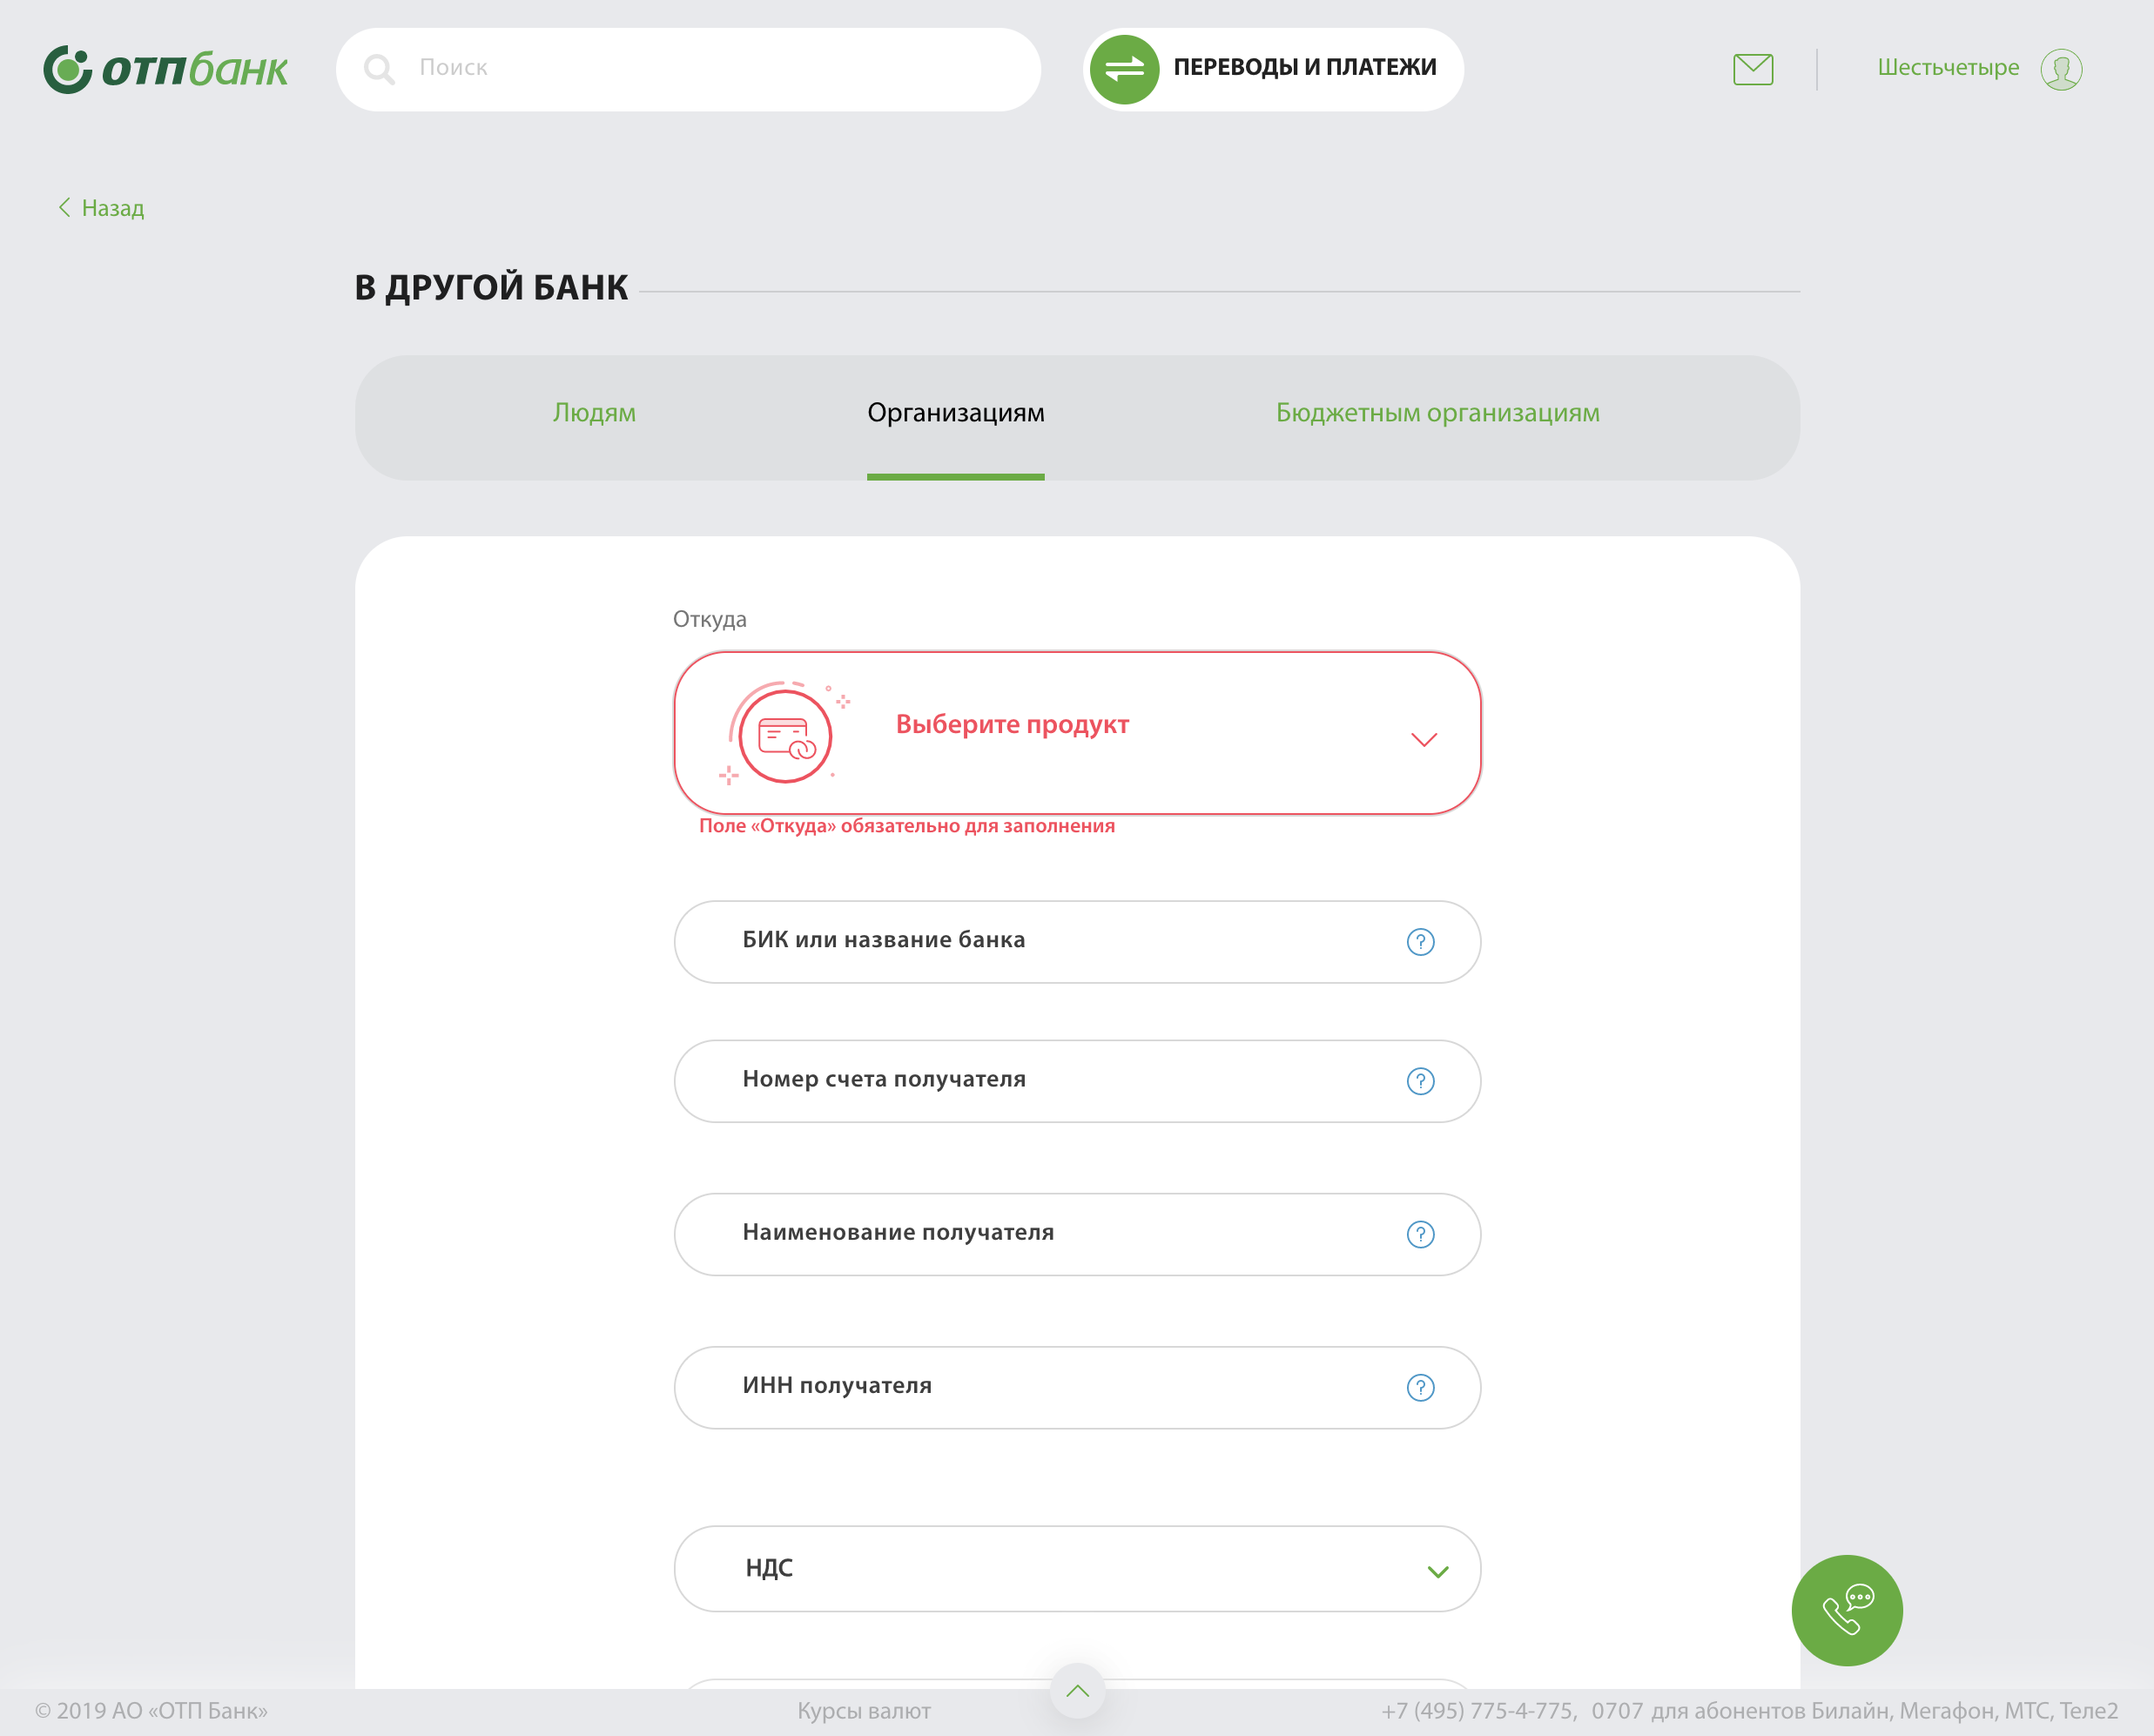 ОТПбанк
Поиск
ПЕРЕВОДЫ И ПЛАТЕЖИ
Шестьчетыре
Назад
В ДРУГОЙ БАНК
Людям
Организациям
Бюджетным организациям
Откуда
Выберите продукт
Поле «Откуда» обязательно для заполнения
БИК или название банка
?
Номер счета получателя
?
Наименование получателя
?
ИНН получателя
?
НДС
© 2019 АО «ОТП Банк»
Курсы валют
+7 (495) 775-4-775, 0707 для абонентов Билайн, Мегафон, МТС, Теле2